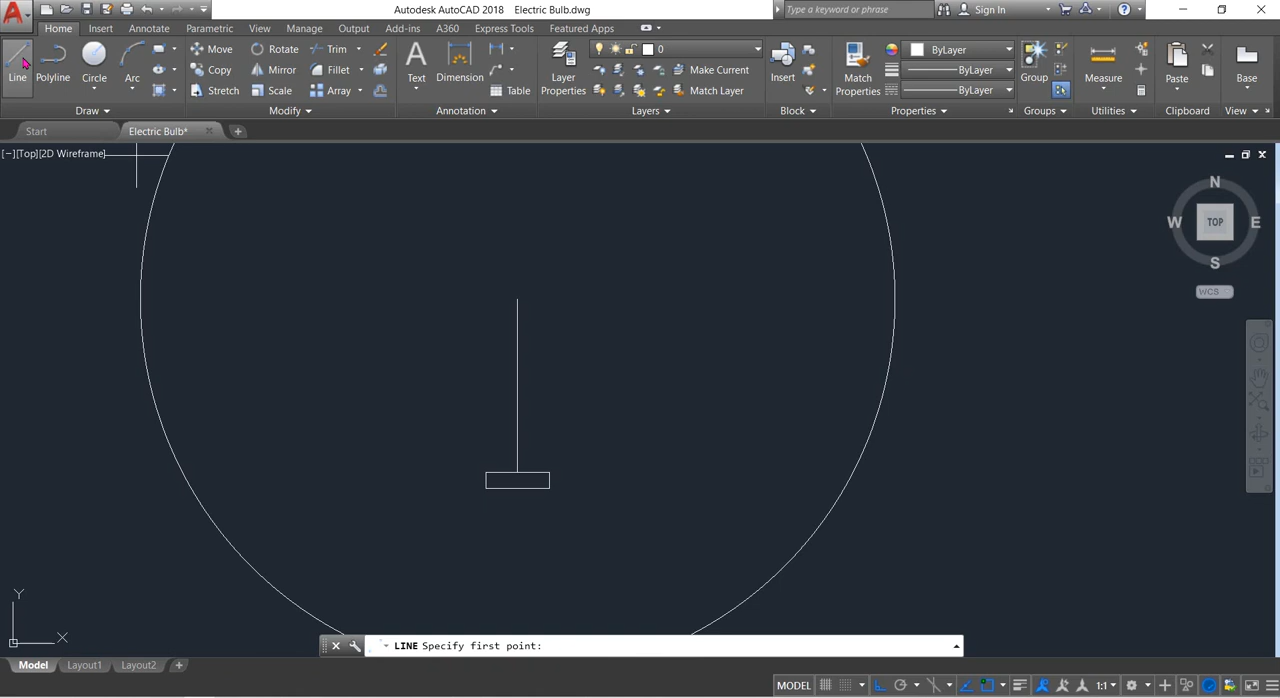 Autodesk AutoCAD 2018 Electric Bulb.dwg
Type a keyword or phrase
Sign In
Home Insert Annotate Parametric View Manage Output Add-ins A360 Express Tools Featured Apps
Line
Polyline
Circle
Arc
Move Rotate Trim
Copy Mirror Fillet
Stretch Scale Array
Text
Dimension
Table
Layer
Properties
0
Make Current
Match Layer
Insert
Match
Properties
ByLayer
ByLayer
ByLayer
Group
Measure
Paste
Base
Draw Modify Annotation Layers Block Properties Groups Utilities Clipboard View
Start Electric Bulb*
[−][Top][2D Wireframe]
N
W TOP E
S
WCS
Y
X
LINE Specify first point:
Model Layout1 Layout2
MODEL 1:1